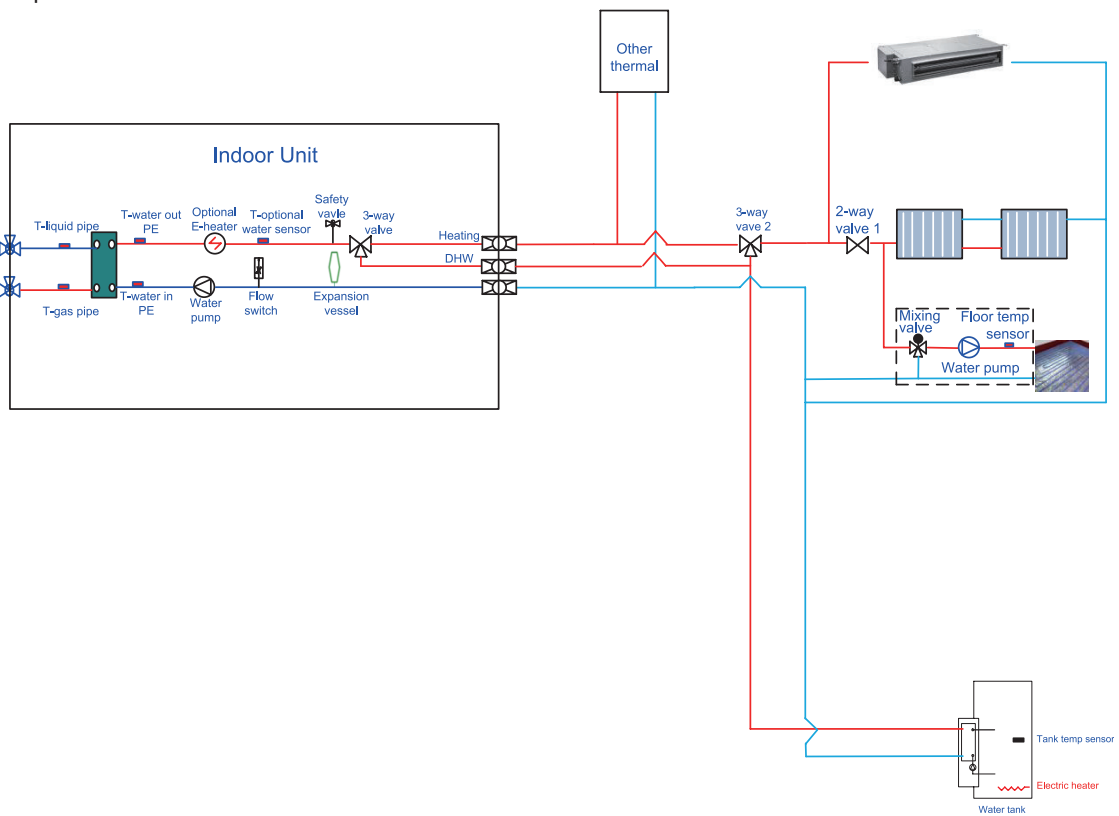 Other
thermal
Indoor Unit
Safety
vavle
3-way
valve
T-liquid pipe
T-water out
PE
Optional
E-heater
T-optional
water sensor
Heating
DHW
3-way
vave 2
2-way
valve 1
T-gas pipe
T-water in
PE
Water
pump
Flow
switch
Expansion
vessel
Mixing
valve
Floor temp
sensor
Water pump
Tank temp sensor
Electric heater
Water tank